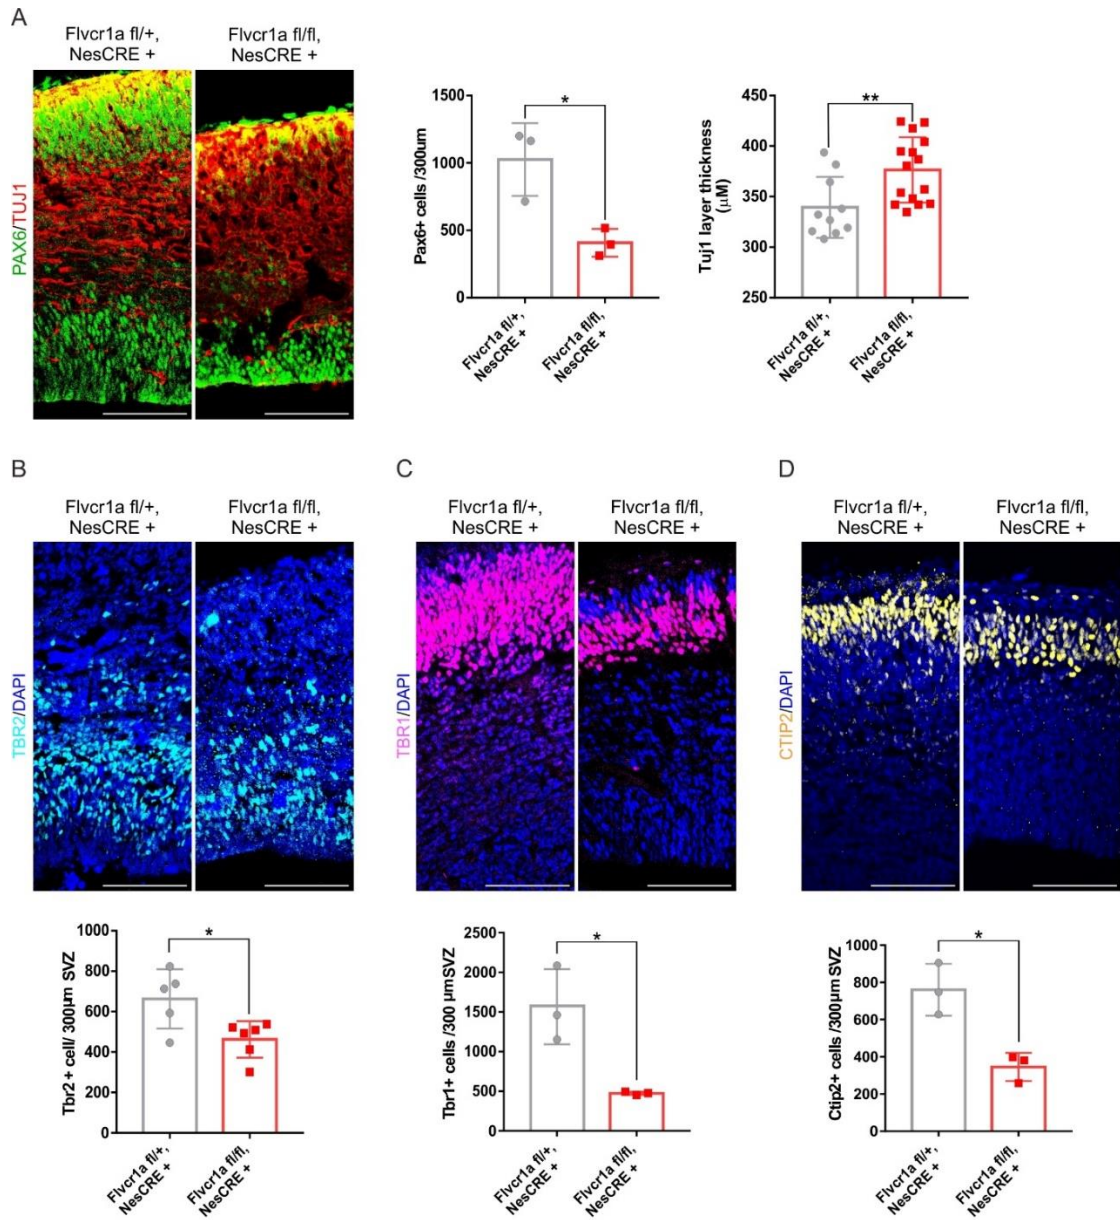 A
Flvcr1a fl/+,
NesCRE +
Flvcr1a fl/fl,
NesCRE +
PAX6/TUJ1
Pax6+ cells /300um
1500
1000
500
0
*
Flvcr1a fl/+,
NesCRE +
Flvcr1a fl/fl,
NesCRE +
Tuj1 layer thickness
(μM)
450
400
350
300
250
**
Flvcr1a fl/+,
NesCRE +
Flvcr1a fl/fl,
NesCRE +
B
Flvcr1a fl/+,
NesCRE +
Flvcr1a fl/fl,
NesCRE +
TBR2/DAPI
Tbr2 + cell/ 300μm SVZ
1000
800
600
400
200
0
*
Flvcr1a fl/+,
NesCRE +
Flvcr1a fl/fl,
NesCRE +
C
Flvcr1a fl/+,
NesCRE +
Flvcr1a fl/fl,
NesCRE +
TBR1/DAPI
Tbr1+ cells /300 μmSVZ
2500
2000
1500
1000
500
0
*
Flvcr1a fl/+,
NesCRE +
Flvcr1a fl/fl,
NesCRE +
D
Flvcr1a fl/+,
NesCRE +
Flvcr1a fl/fl,
NesCRE +
CTIP2/DAPI
Ctip2+ cells /300μm SVZ
1000
800
600
400
200
0
*
Flvcr1a fl/+,
NesCRE +
Flvcr1a fl/fl,
NesCRE +